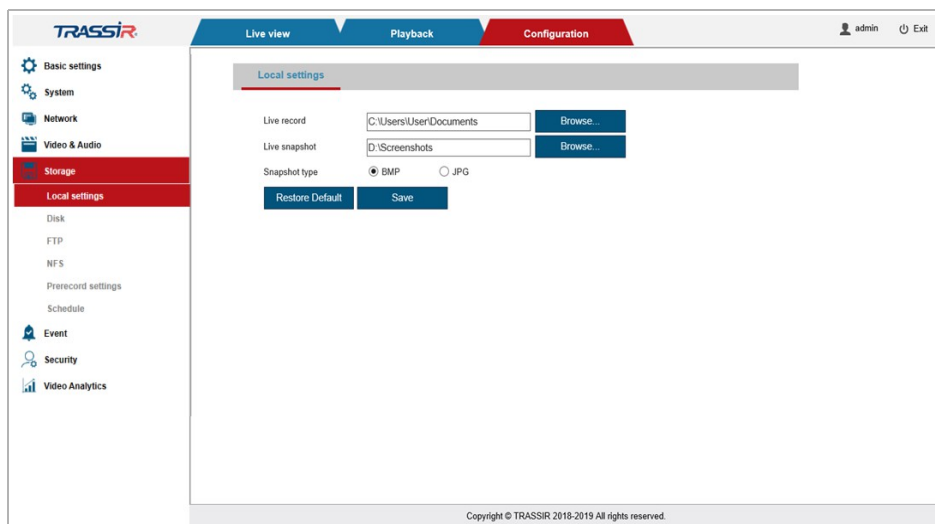 TRASSIR
Live view
Playback
Configuration
admin
Exit
Basic settings
System
Network
Video & Audio
Storage
Local settings
Disk
FTP
NFS
Prerecord settings
Schedule
Event
Security
Video Analytics
Local settings
Live record
C:\Users\User\Documents
Browse...
Live snapshot
D:\Screenshots
Browse...
Snapshot type
BMP
JPG
Restore Default
Save
Copyright © TRASSIR 2018-2019 All rights reserved.